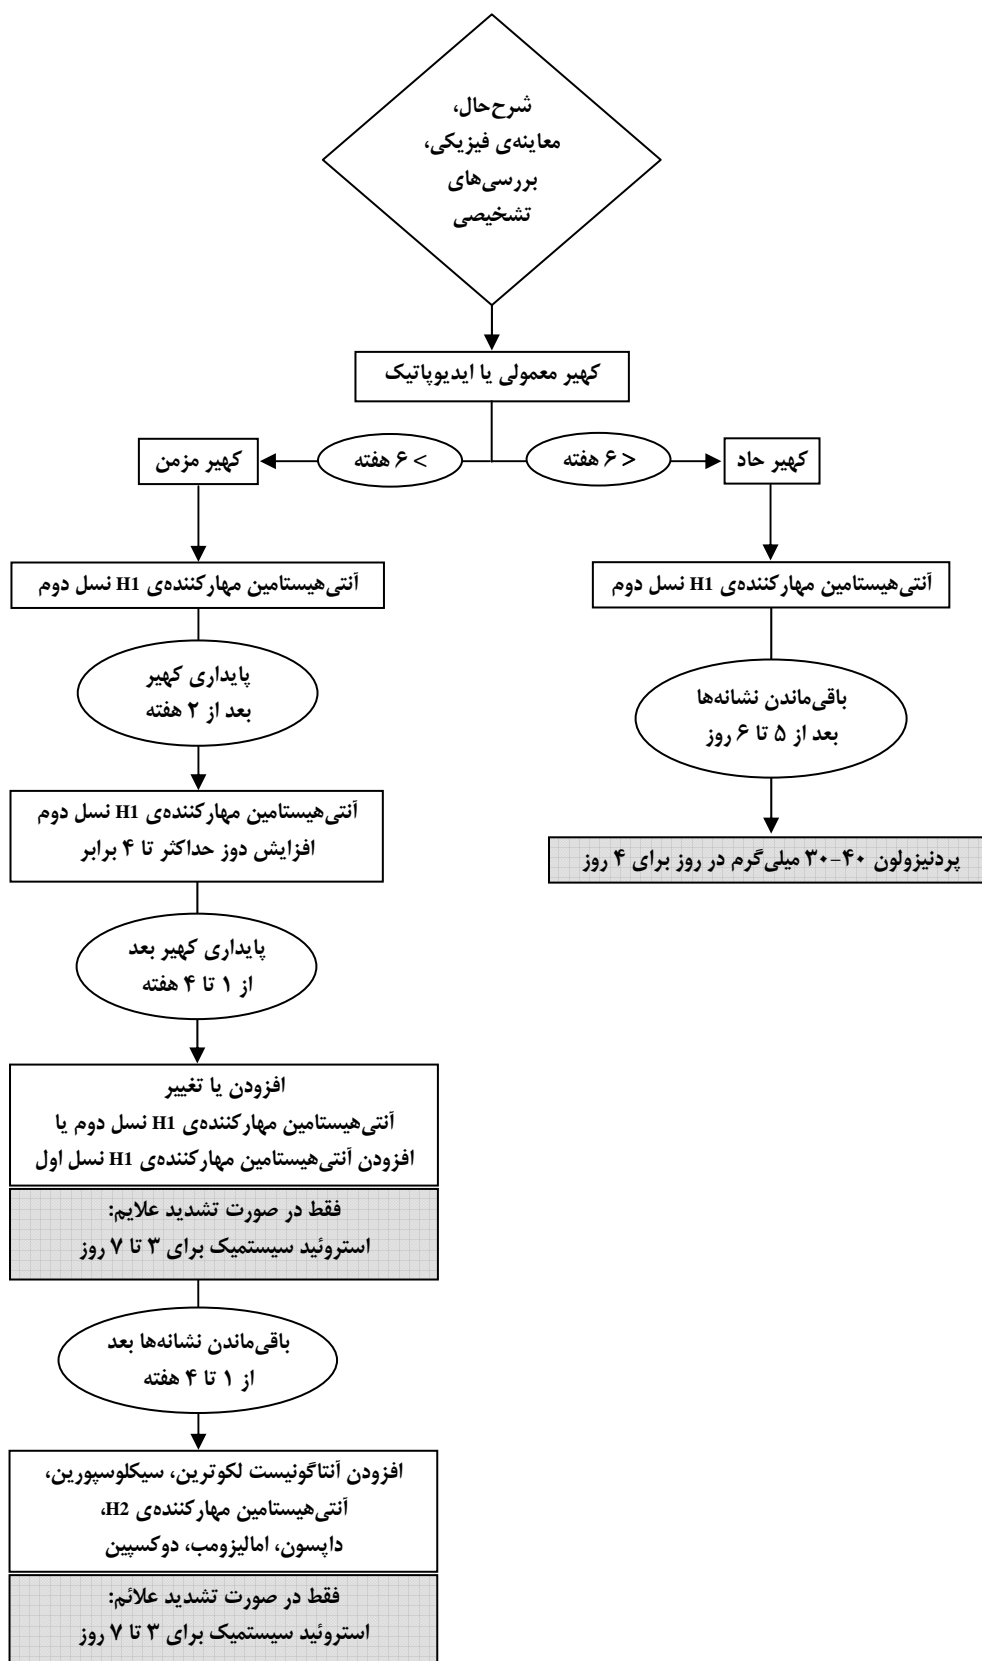 شرح‌حال،
معاینه‌ی فیزیکی،
بررسی‌های
تشخیصی
کهیر معمولی یا ایدیوپاتیک
< ۶ هفته
کهیر حاد
> ۶ هفته
کهیر مزمن
آنتی‌هیستامین مهارکننده‌ی H1 نسل دوم
باقی‌ماندن نشانه‌ها
بعد از ۵ تا ۶ روز
پردنیزولون ۴۰-۳۰ میلی‌گرم در روز برای ۴ روز
آنتی‌هیستامین مهارکننده‌ی H1 نسل دوم
پایداری کهیر
بعد از ۲ هفته
آنتی‌هیستامین مهارکننده‌ی H1 نسل دوم
افزایش دوز حداکثر تا ۴ برابر
پایداری کهیر بعد
از ۱ تا ۴ هفته
افزودن یا تغییر
آنتی‌هیستامین مهارکننده‌ی H1 نسل دوم یا
افزودن آنتی‌هیستامین مهارکننده‌ی H1 نسل اول
فقط در صورت تشدید علایم:
استروئید سیستمیک برای ۳ تا ۷ روز
باقی‌ماندن نشانه‌ها بعد
از ۱ تا ۴ هفته
افزودن آنتاگونیست لکوترین، سیکلوسپورین،
آنتی‌هیستامین مهارکننده‌ی H2،
داپسون، امالیزومب، دوکسپین
فقط در صورت تشدید علائم:
استروئید سیستمیک برای ۳ تا ۷ روز